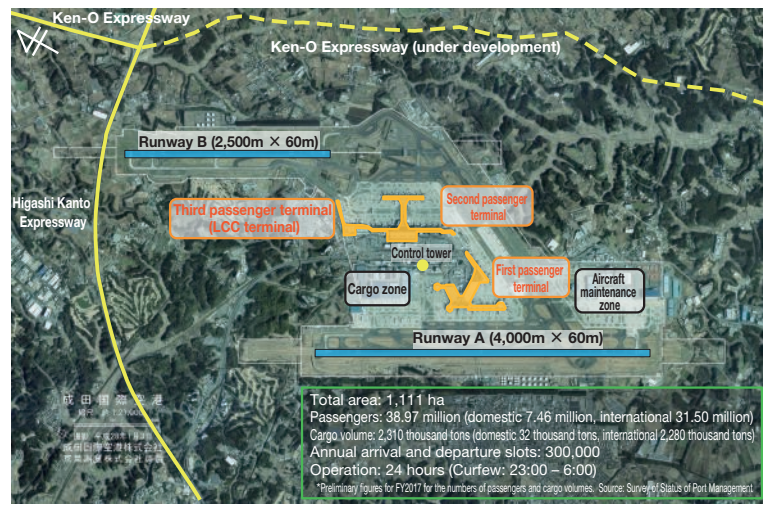 Ken-O Expressway
Ken-O Expressway (under development)
Runway B (2,500m × 60m)
Higashi Kanto
Expressway
Third passenger terminal
(LCC terminal)
Second passenger
terminal
Control tower
First passenger
terminal
Cargo zone
Aircraft
maintenance
zone
Runway A (4,000m × 60m)
成田国際空港
Total area: 1,111 ha
Passengers: 38.97 million (domestic 7.46 million, international 31.50 million)
Cargo volume: 2,310 thousand tons (domestic 32 thousand tons, international 2,280 thousand tons)
Annual arrival and departure slots: 300,000
Operation: 24 hours (Curfew: 23:00 – 6:00)
*Preliminary figures for FY2017 for the numbers of passengers and cargo volumes. Source: Survey of Status of Port Management